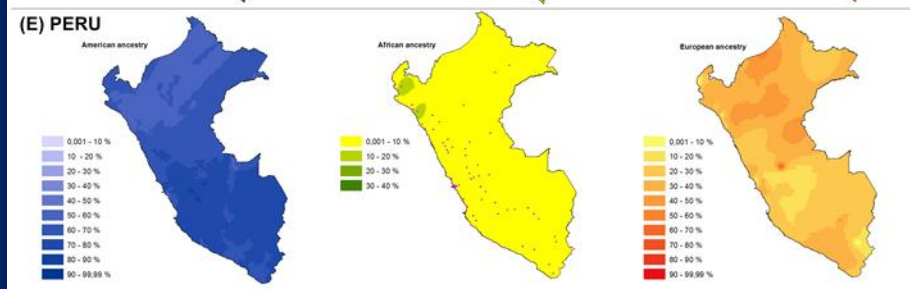 (E) PERU
American ancestry
0,001 - 10 %
10 - 20 %
20 - 30 %
30 - 40 %
40 - 50 %
50 - 60 %
60 - 70 %
70 - 80 %
80 - 90 %
90 - 99,99 %
African ancestry
0,001 - 10 %
10 - 20 %
20 - 30 %
30 - 40 %
European ancestry
0,001 - 10 %
10 - 20 %
20 - 30 %
30 - 40 %
40 - 50 %
50 - 60 %
60 - 70 %
70 - 80 %
80 - 90 %
90 - 99,99 %